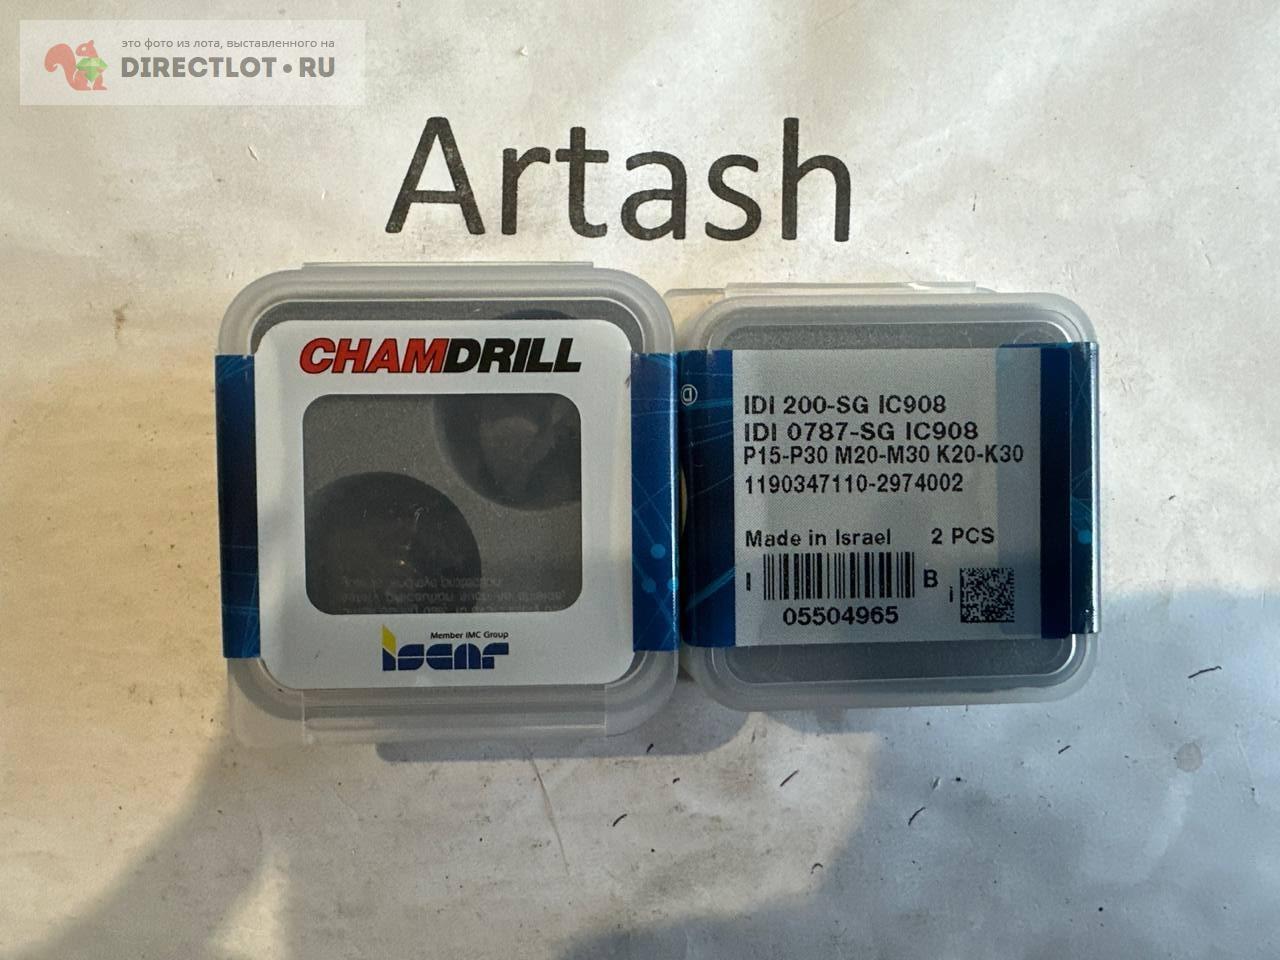 это фото из лота, выставленного на
DIRECTLOT•RU
Artash
CHAMDRILL
Member IMC Group
iscar
IDI 200-SG IC908
IDI 0787-SG IC908
P15-P30 M20-M30 K20-K30
1190347110-2974002
Made in Israel 2 PCS
I B i
05504965